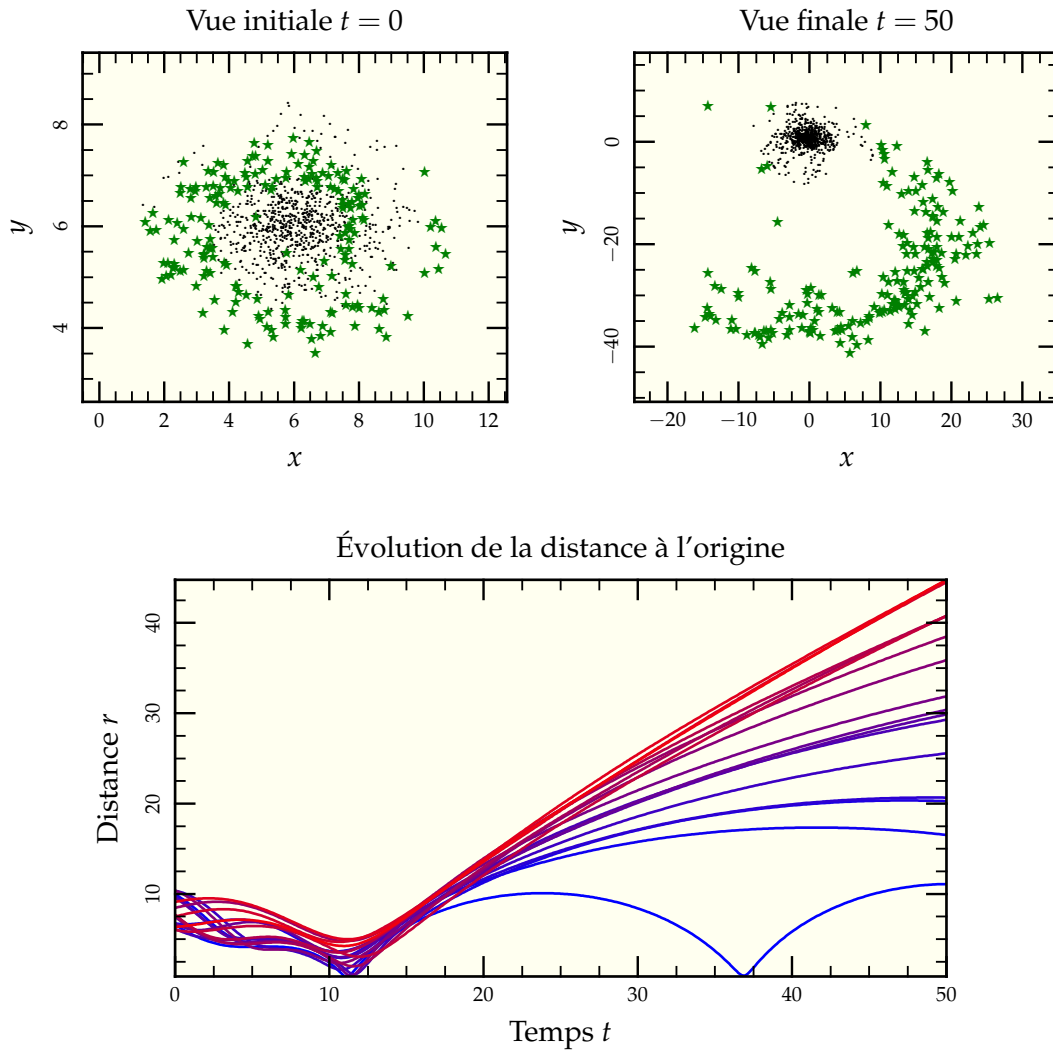 Vue initiale t = 0
Vue finale t = 50
y
8
6
4
0 2 4 6 8 10 12
x
y
0
−20
−40
−20 −10 0 10 20 30
x
Évolution de la distance à l'origine
Distance r
40
30
20
10
0 10 20 30 40 50
Temps t